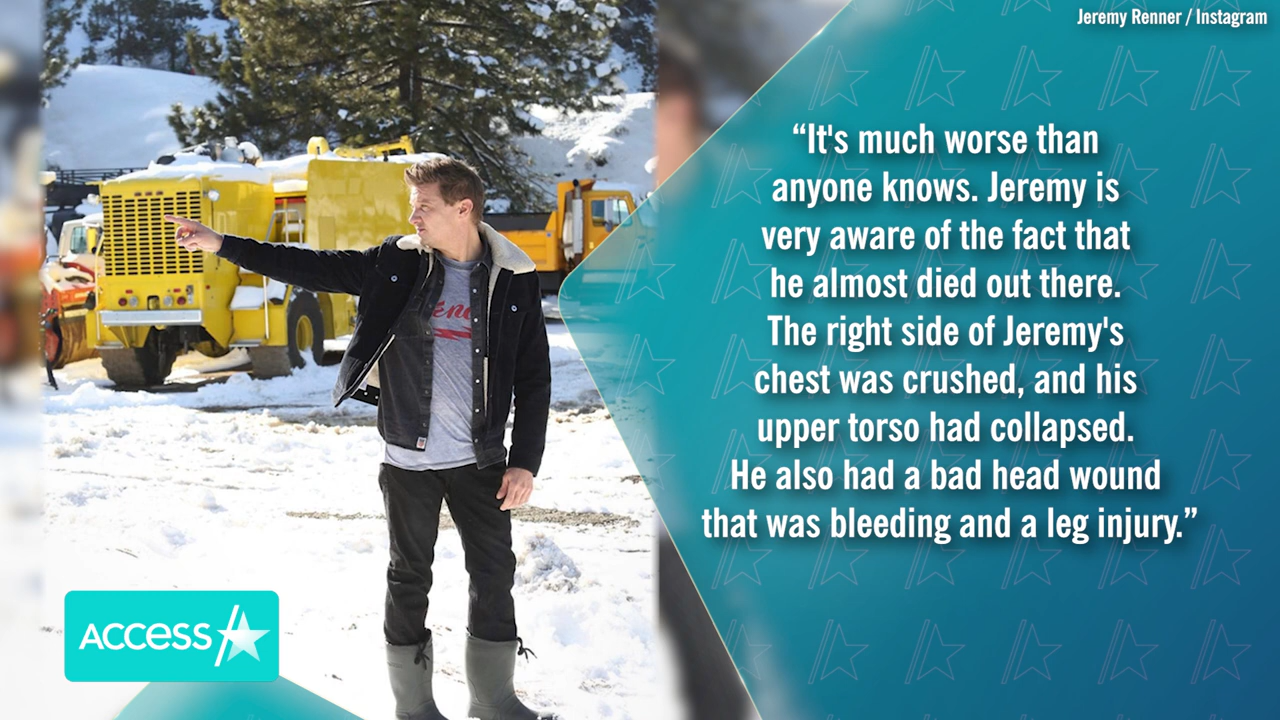 Jeremy Renner / Instagram
“It's much worse than
anyone knows. Jeremy is
very aware of the fact that
he almost died out there.
The right side of Jeremy's
chest was crushed, and his
upper torso had collapsed.
He also had a bad head wound
that was bleeding and a leg injury.”
ACCESS